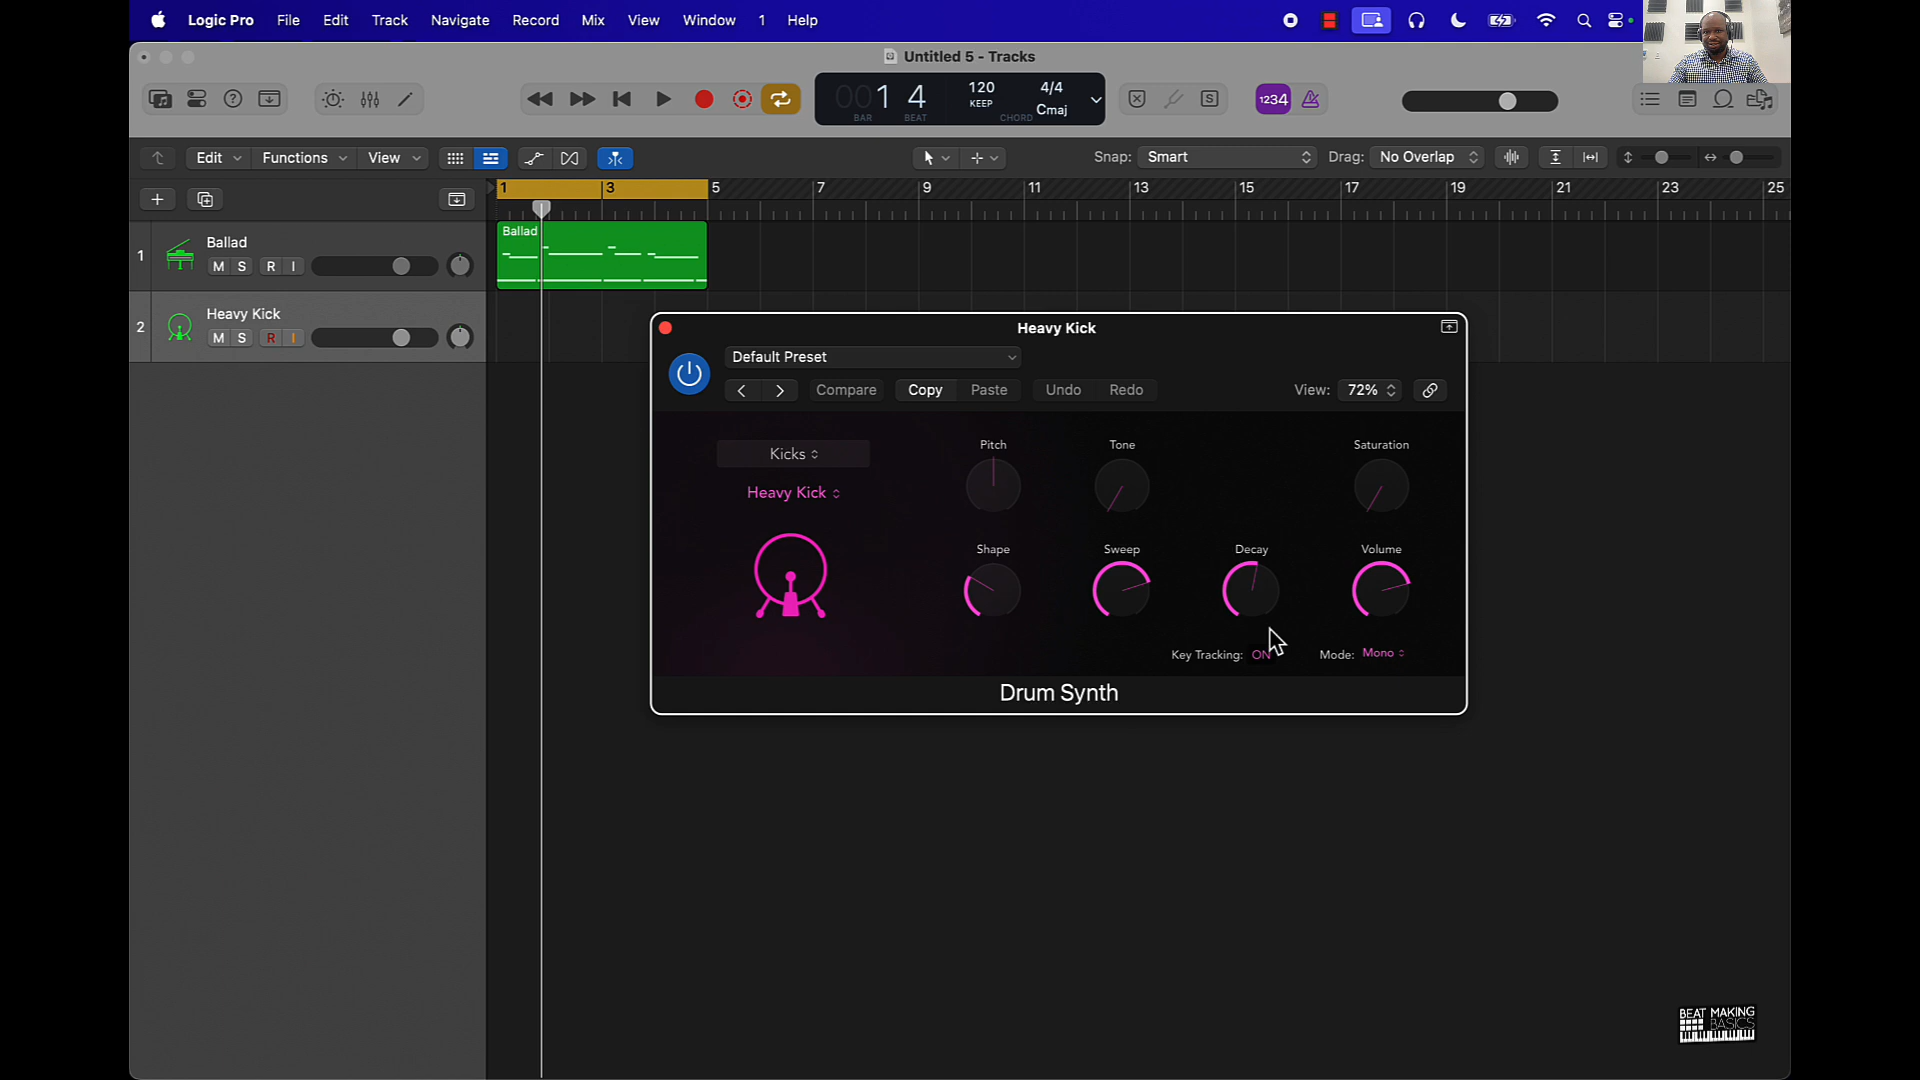 Logic Pro File Edit Track Navigate Record Mix View Window 1 Help
Untitled 5 - Tracks
001 4 120 4/4
KEEP Cmaj
BAR BEAT CHORD
S 1234
Edit Functions View Snap: Smart Drag: No Overlap
1 3 5 7 9 11 13 15 17 19 21 23 25
1 Ballad
M S R I
Ballad
2 Heavy Kick
M S R I
Heavy Kick
Default Preset
Compare Copy Paste Undo Redo View: 72%
Kicks
Heavy Kick
Pitch Tone Saturation
Shape Sweep Decay Volume
Key Tracking: ON Mode: Mono
Drum Synth
BEAT MAKING
BASICS